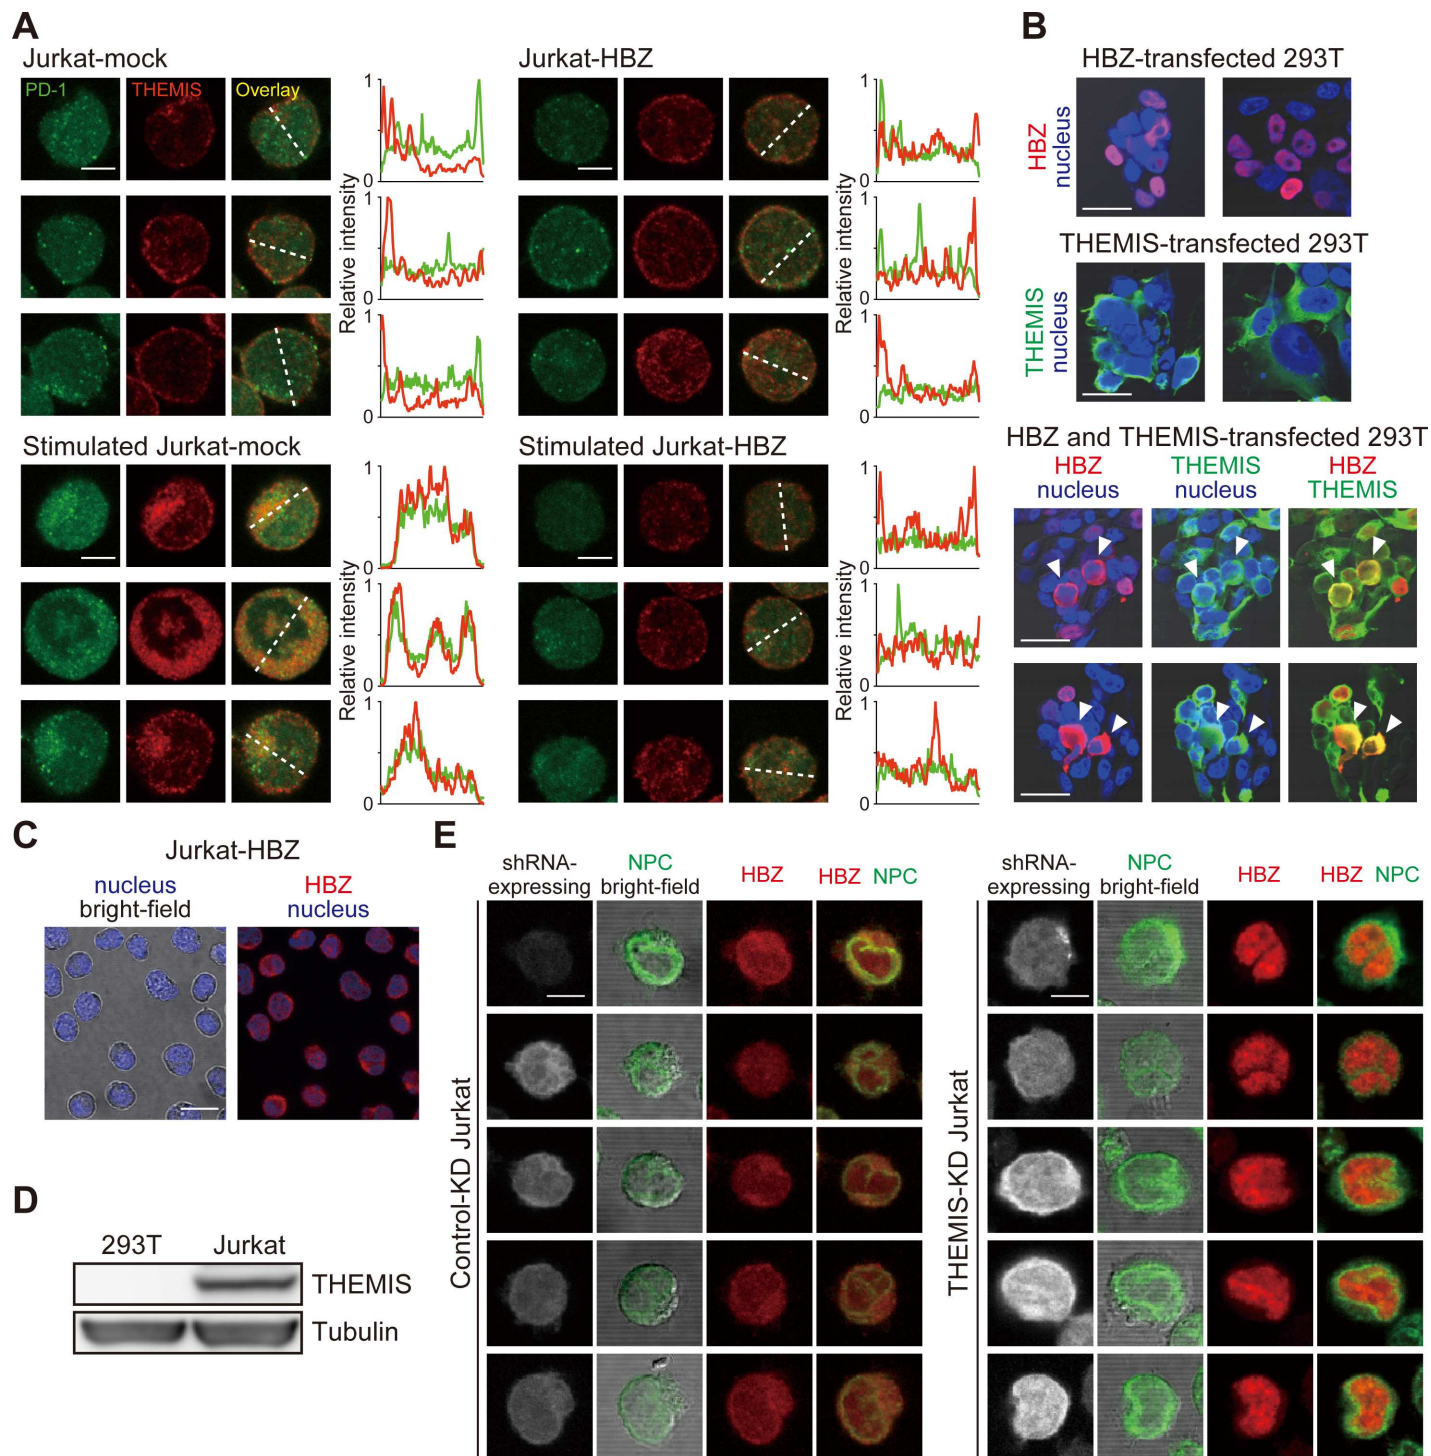 A
Jurkat-mock
PD-1
THEMIS
Overlay
1
0
1
0
1
0
Relative intensity
Jurkat-HBZ
1
0
1
0
1
0
Relative intensity
Stimulated Jurkat-mock
1
0
1
0
1
0
Relative intensity
Stimulated Jurkat-HBZ
1
0
1
0
1
0
Relative intensity
B
HBZ-transfected 293T
HBZ
nucleus
THEMIS-transfected 293T
THEMIS
nucleus
HBZ and THEMIS-transfected 293T
HBZ
nucleus
THEMIS
nucleus
HBZ
THEMIS
C
Jurkat-HBZ
nucleus
bright-field
HBZ
nucleus
D
293T
Jurkat
THEMIS
Tubulin
E
shRNA-
expressing
NPC
bright-field
HBZ
HBZ NPC
Control-KD Jurkat
shRNA-
expressing
NPC
bright-field
HBZ
HBZ NPC
THEMIS-KD Jurkat